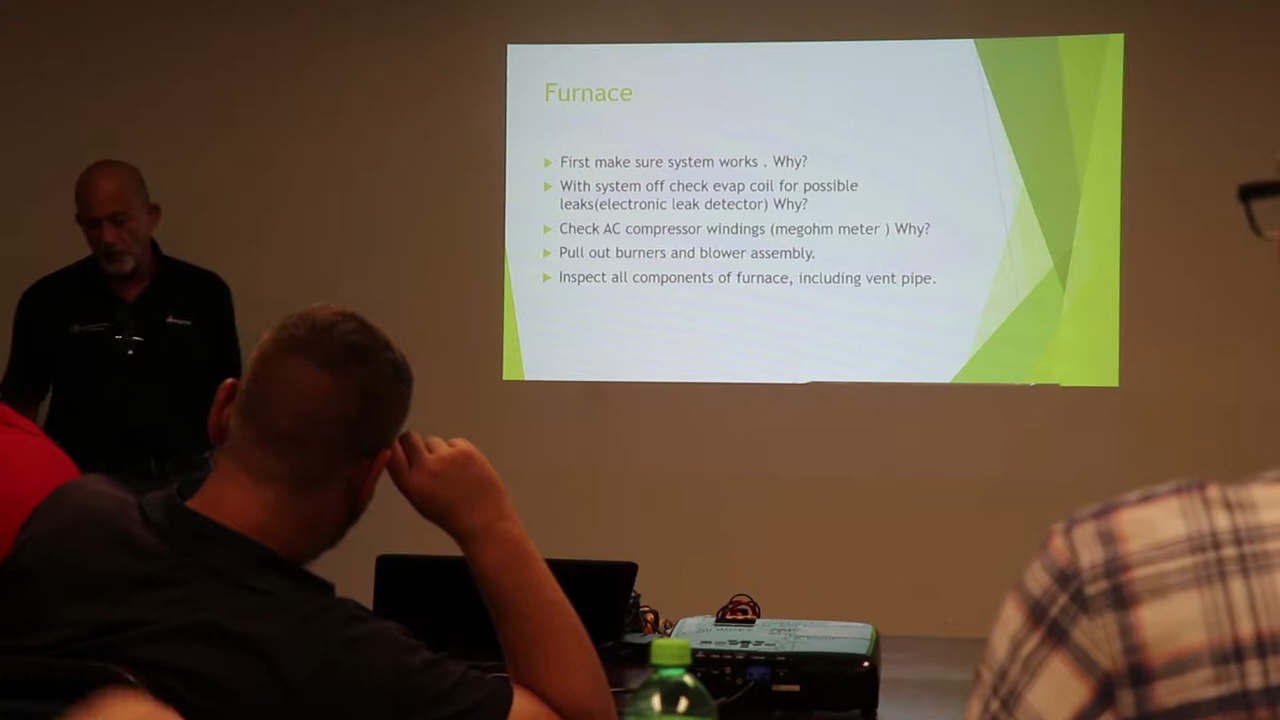 Furnace
First make sure system works . Why?
With system off check evap coil for possible
leaks(electronic leak detector) Why?
Check AC compressor windings (megohm meter ) Why?
Pull out burners and blower assembly.
Inspect all components of furnace, including vent pipe.